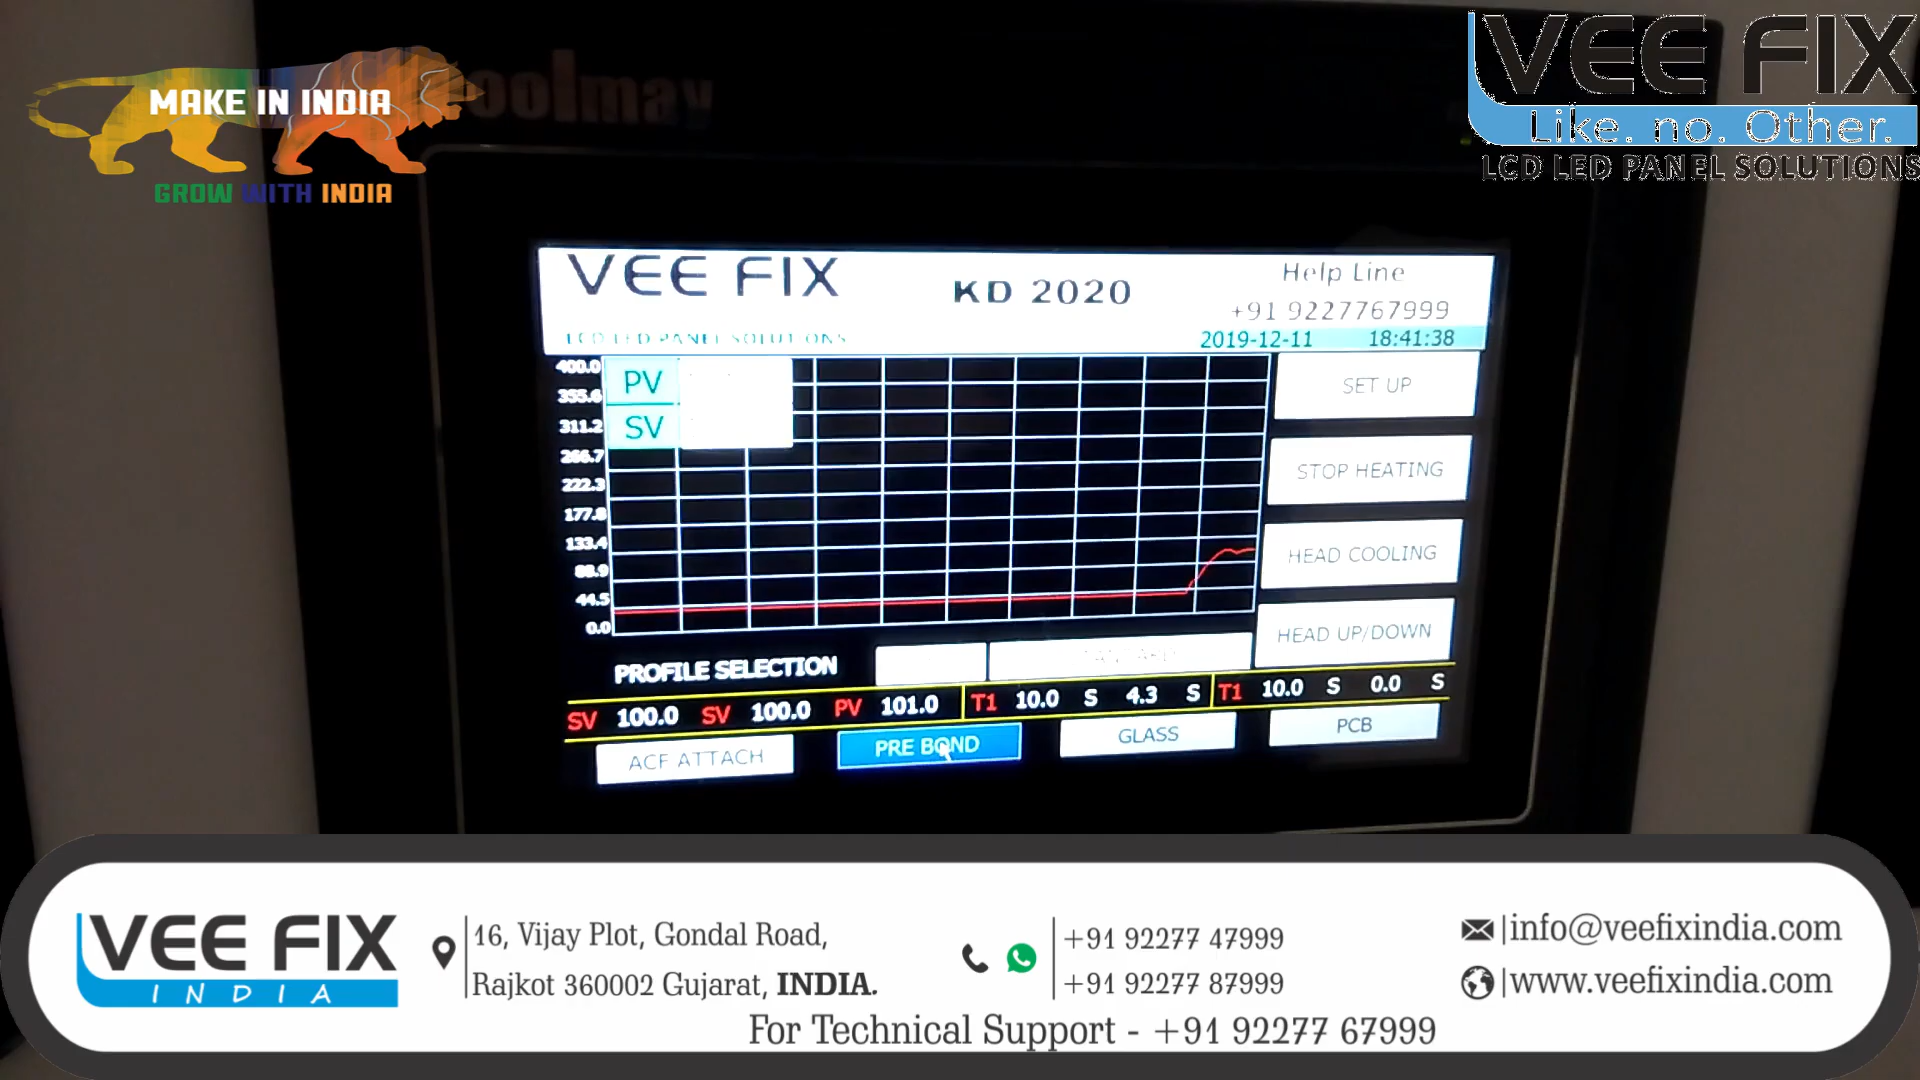 MAKE IN INDIA
GROW WITH INDIA
VEE FIX
Like. no. Other.
LCD LED PANEL SOLUTIONS
VEE FIX
KD 2020
Help Line
+91 9227767999
LCD LED PANEL SOLUTIONS
2019-12-11 18:41:38
400.0
355.6
311.2
266.7
222.3
177.8
133.4
88.9
44.5
0.0
PV
SV
SET UP
STOP HEATING
HEAD COOLING
HEAD UP/DOWN
PROFILE SELECTION
SV 100.0 SV 100.0 PV 101.0 T1 10.0 S 4.3 S T1 10.0 S 0.0 S
ACF ATTACH
PRE BOND
GLASS
PCB
VEE FIX
INDIA
16, Vijay Plot, Gondal Road,
Rajkot 360002 Gujarat, INDIA.
+91 92277 47999
+91 92277 87999
info@veefixindia.com
www.veefixindia.com
For Technical Support - +91 92277 67999